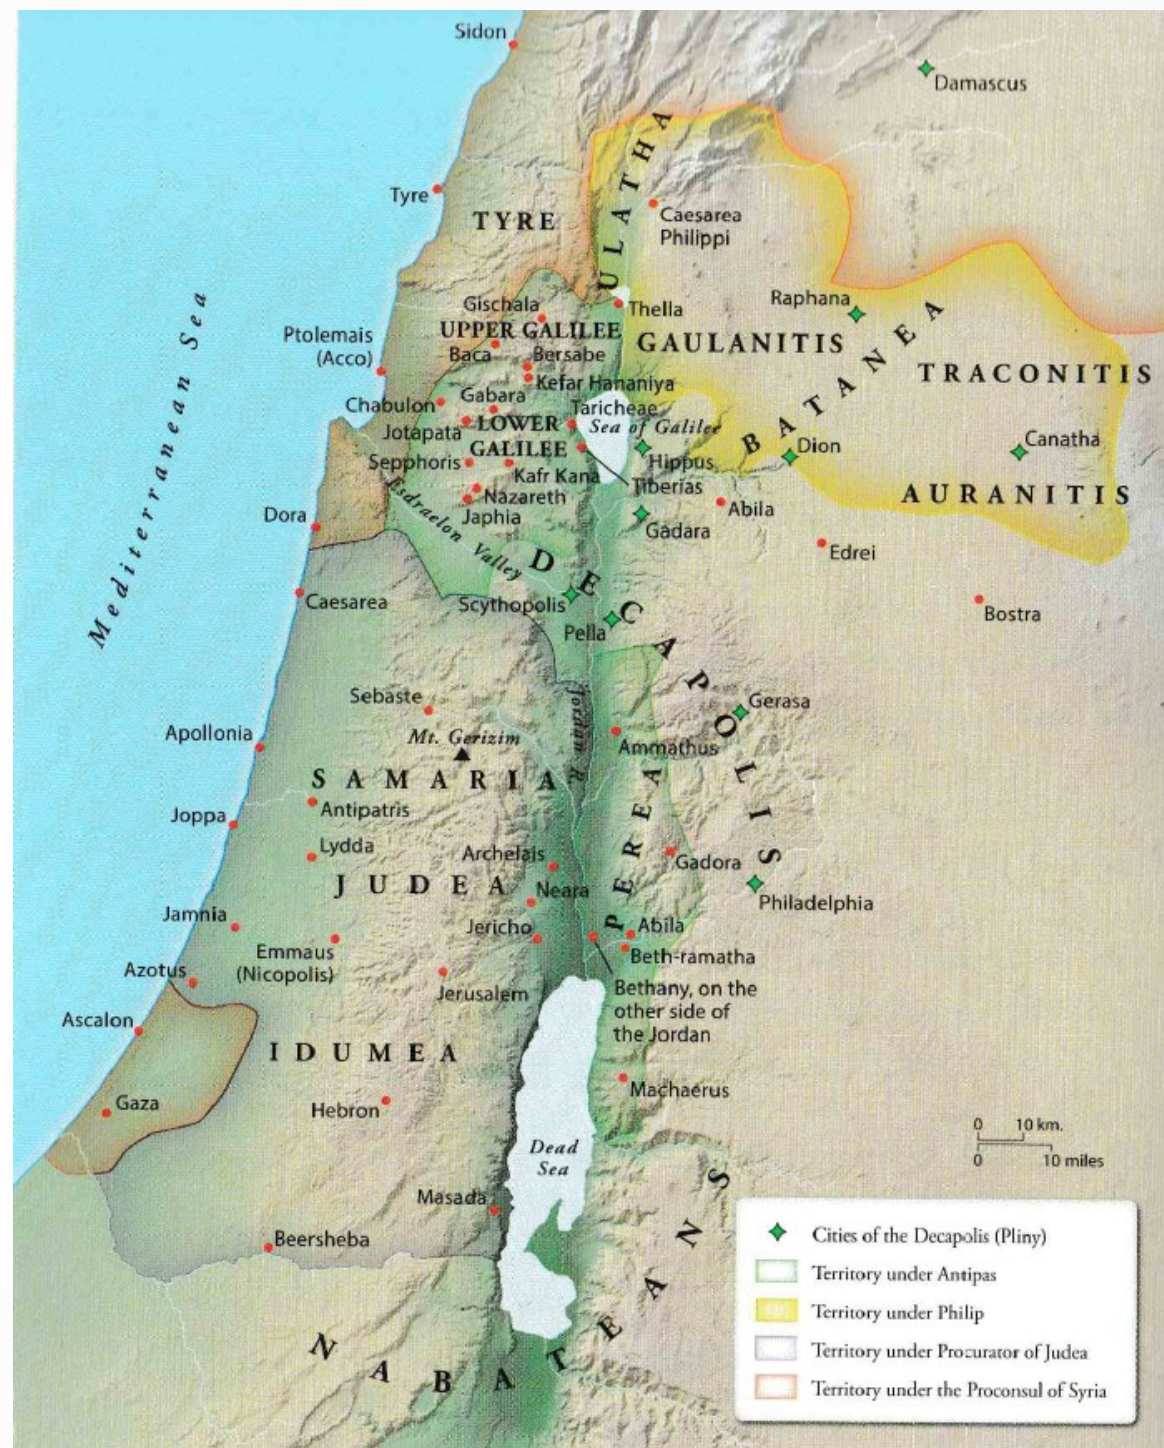 Sidon
Damascus
ULATHA
Tyre
TYRE
Caesarea
Philippi
Mediterranean Sea
Gischala
Thella
Raphana
UPPER GALILEE
GAULANITIS
BATANEA
Ptolemais
(Acco)
Baca
Bersabe
TRACONITIS
Kefar Hananiya
Chabulon
Gabara
Taricheae
Jotapata
LOWER
GALILEE
Sea of Galilee
Dion
Canatha
Sepphoris
Kafr Kana
Hippus
Tiberias
Nazareth
AURANITIS
Japhia
Esdraelon Valley
Abila
Dora
Gadara
Edrei
DECAPOLIS
Caesarea
Scythopolis
Bostra
Pella
Sebaste
Jordan R.
Gerasa
Apollonia
Mt. Gerizim
Ammathus
SAMARIA
PEREA
Joppa
Antipatris
Lydda
Archelais
Gadora
JUDEA
Neara
Philadelphia
Jamnia
Jericho
Abila
Emmaus
(Nicopolis)
Beth-ramatha
Azotus
Jerusalem
Bethany, on the
other side of
the Jordan
Ascalon
IDUMEA
Machaerus
Gaza
Hebron
0 10 km.
0 10 miles
Dead
Sea
Masada
Beersheba
NABATEANS
Cities of the Decapolis (Pliny)
Territory under Antipas
Territory under Philip
Territory under Procurator of Judea
Territory under the Proconsul of Syria